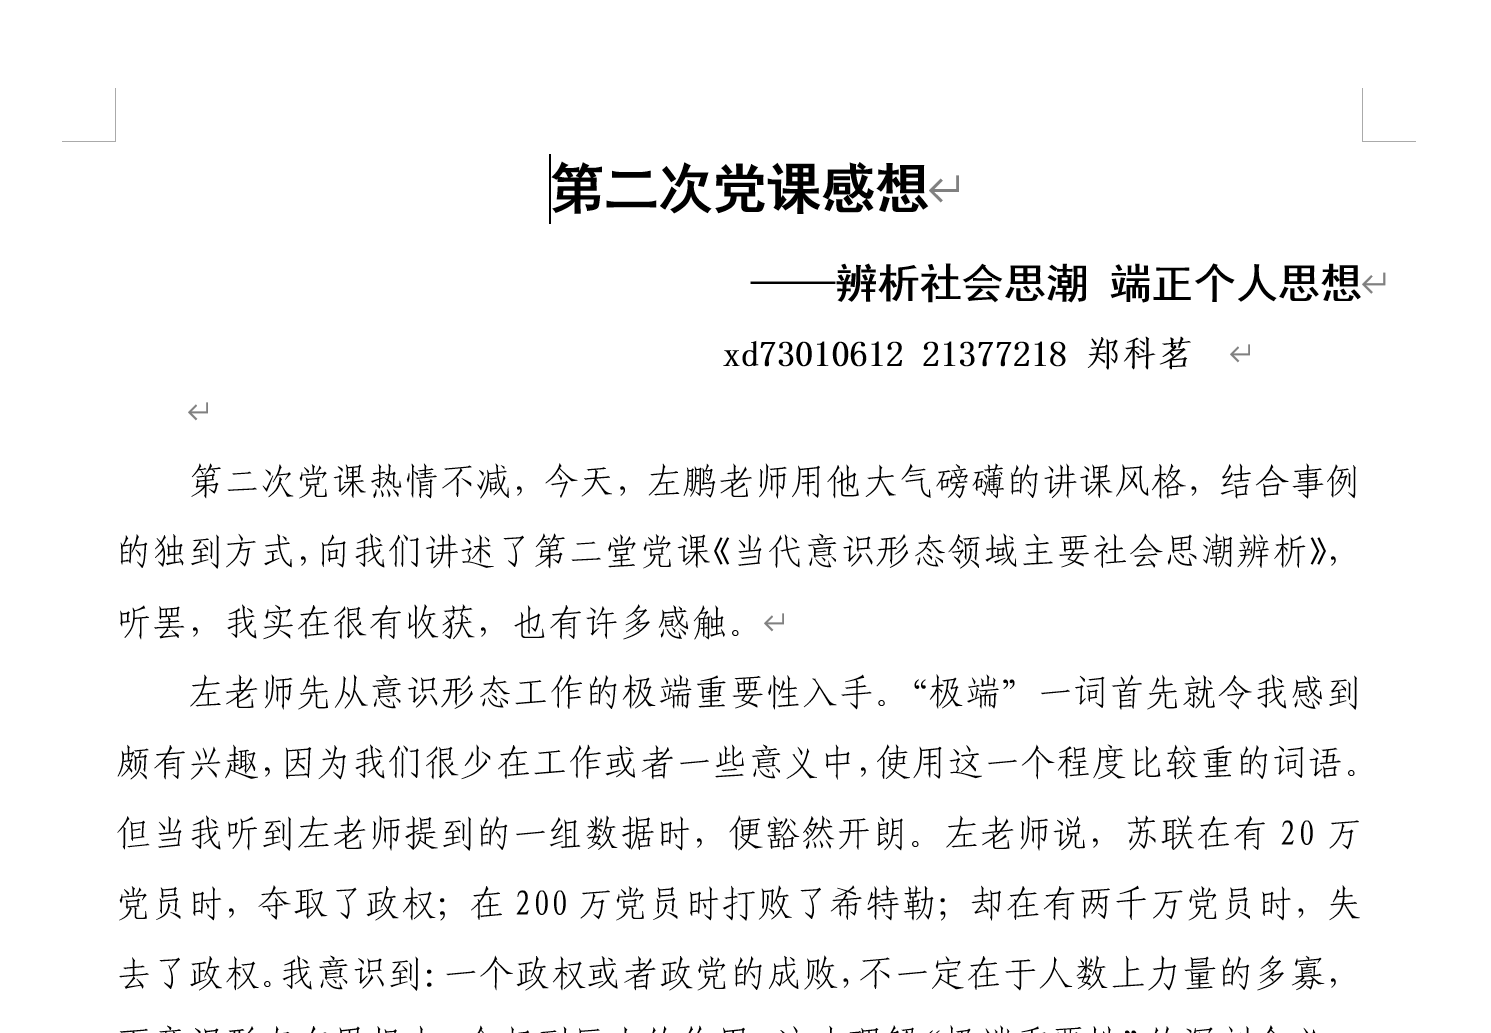 第二次党课感想
——辨析社会思潮 端正个人思想
xd73010612 21377218 郑科茗
第二次党课热情不减，今天，左鹏老师用他大气磅礴的讲课风格，结合事例
的独到方式，向我们讲述了第二堂党课《当代意识形态领域主要社会思潮辨析》，
听罢，我实在很有收获，也有许多感触。
左老师先从意识形态工作的极端重要性入手。“极端” 一词首先就令我感到
颇有兴趣，因为我们很少在工作或者一些意义中，使用这一个程度比较重的词语。
但当我听到左老师提到的一组数据时，便豁然开朗。左老师说，苏联在有 20 万
党员时，夺取了政权；在 200 万党员时打败了希特勒；却在有两千万党员时，失
去了政权。我意识到：一个政权或者政党的成败，不一定在于人数上力量的多寡，